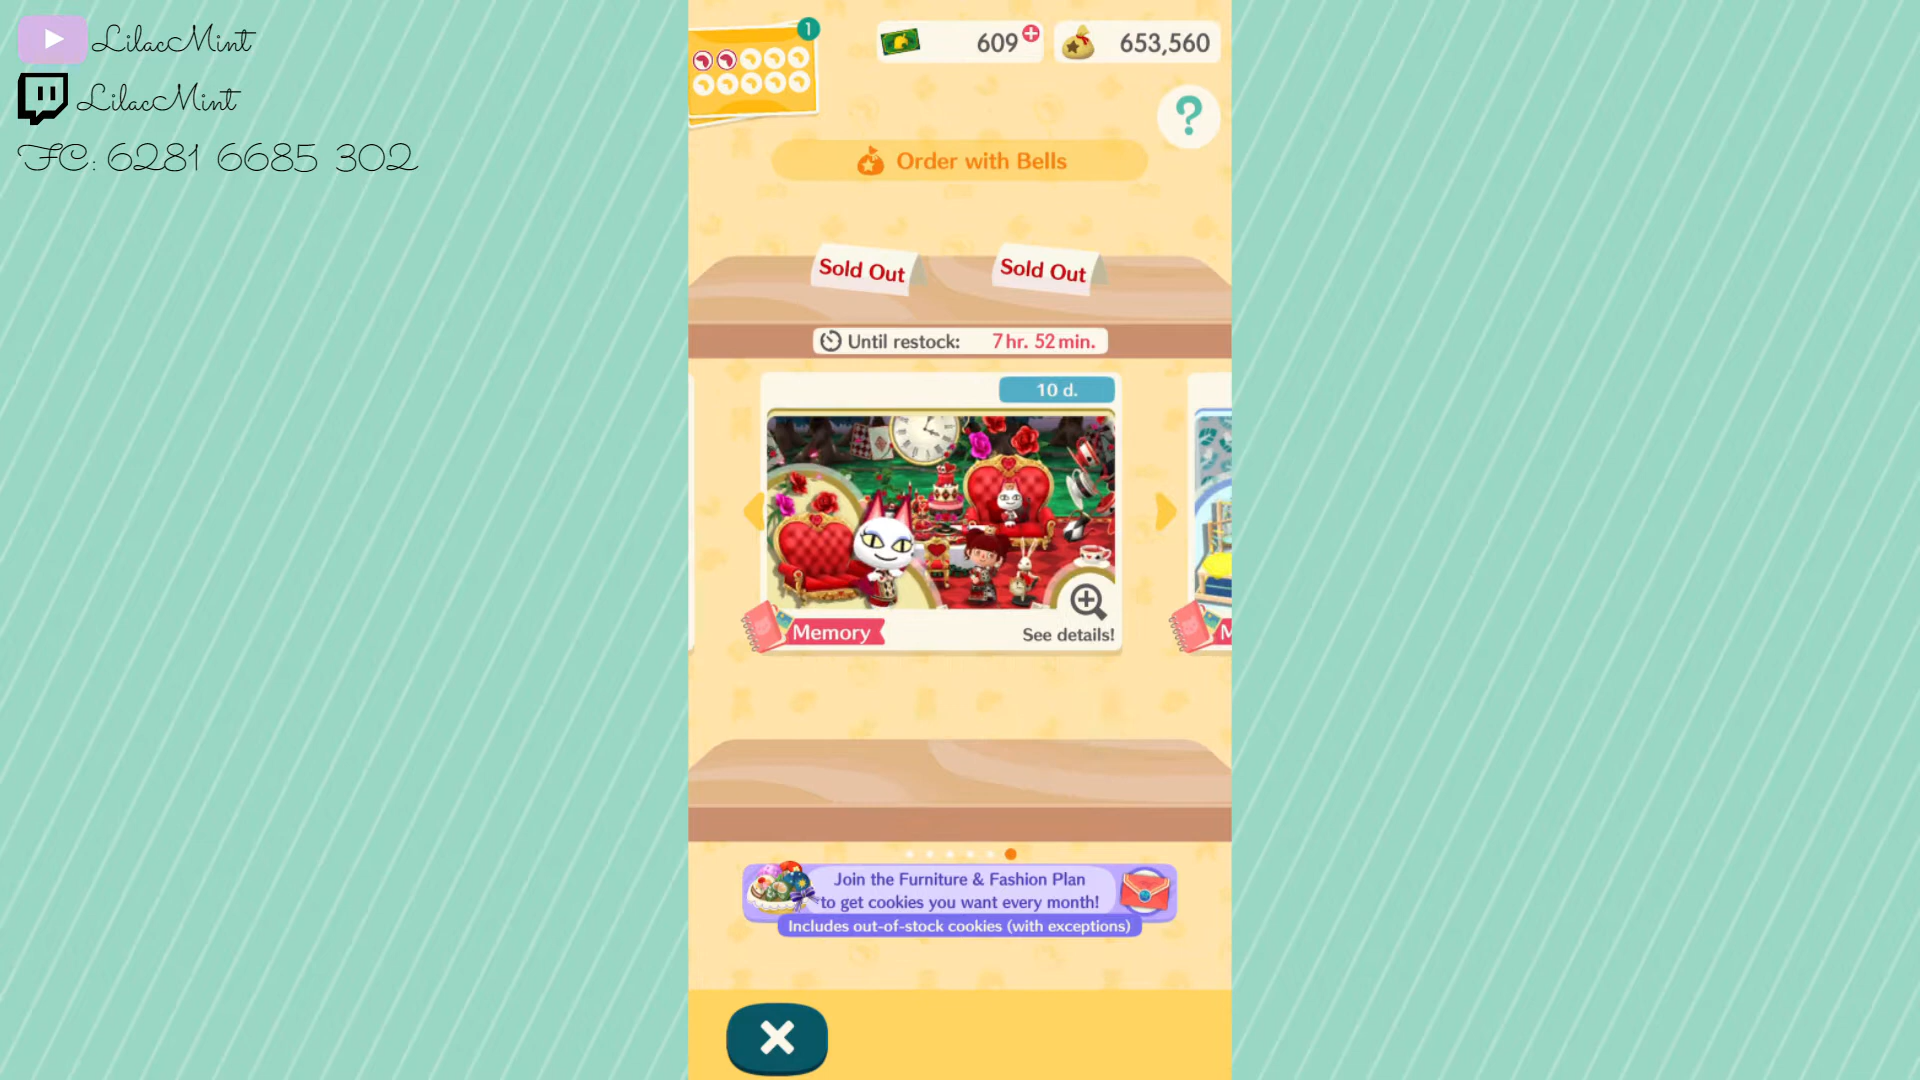 LilacMint
LilacMint
FC: 6281 6685 302
1
609
653,560
?
Order with Bells
Sold Out
Sold Out
Until restock: 7 hr. 52 min.
10 d.
Memory
See details!
M
Join the Furniture & Fashion Plan
to get cookies you want every month!
Includes out-of-stock cookies (with exceptions)